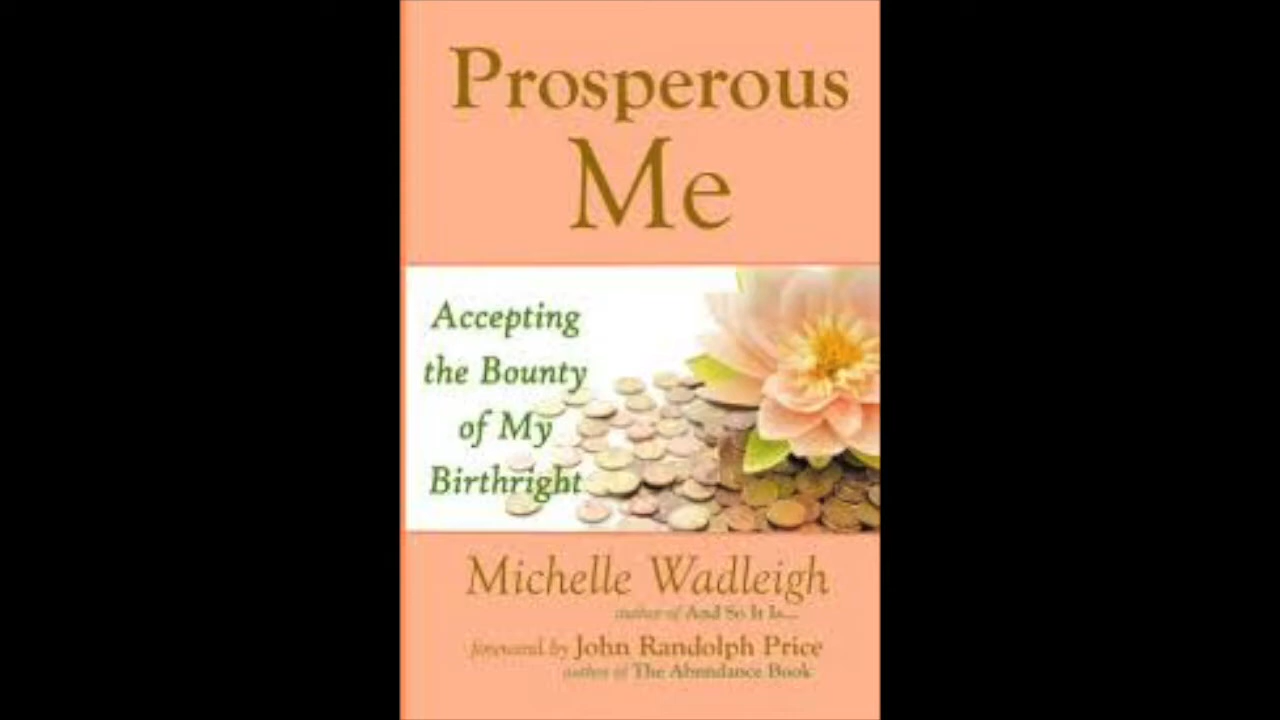 Prosperous
Me
Accepting
the Bounty
of My
Birthright
Michelle Wadleigh
author of And So It Is...
foreword by John Randolph Price
author of The Abundance Book